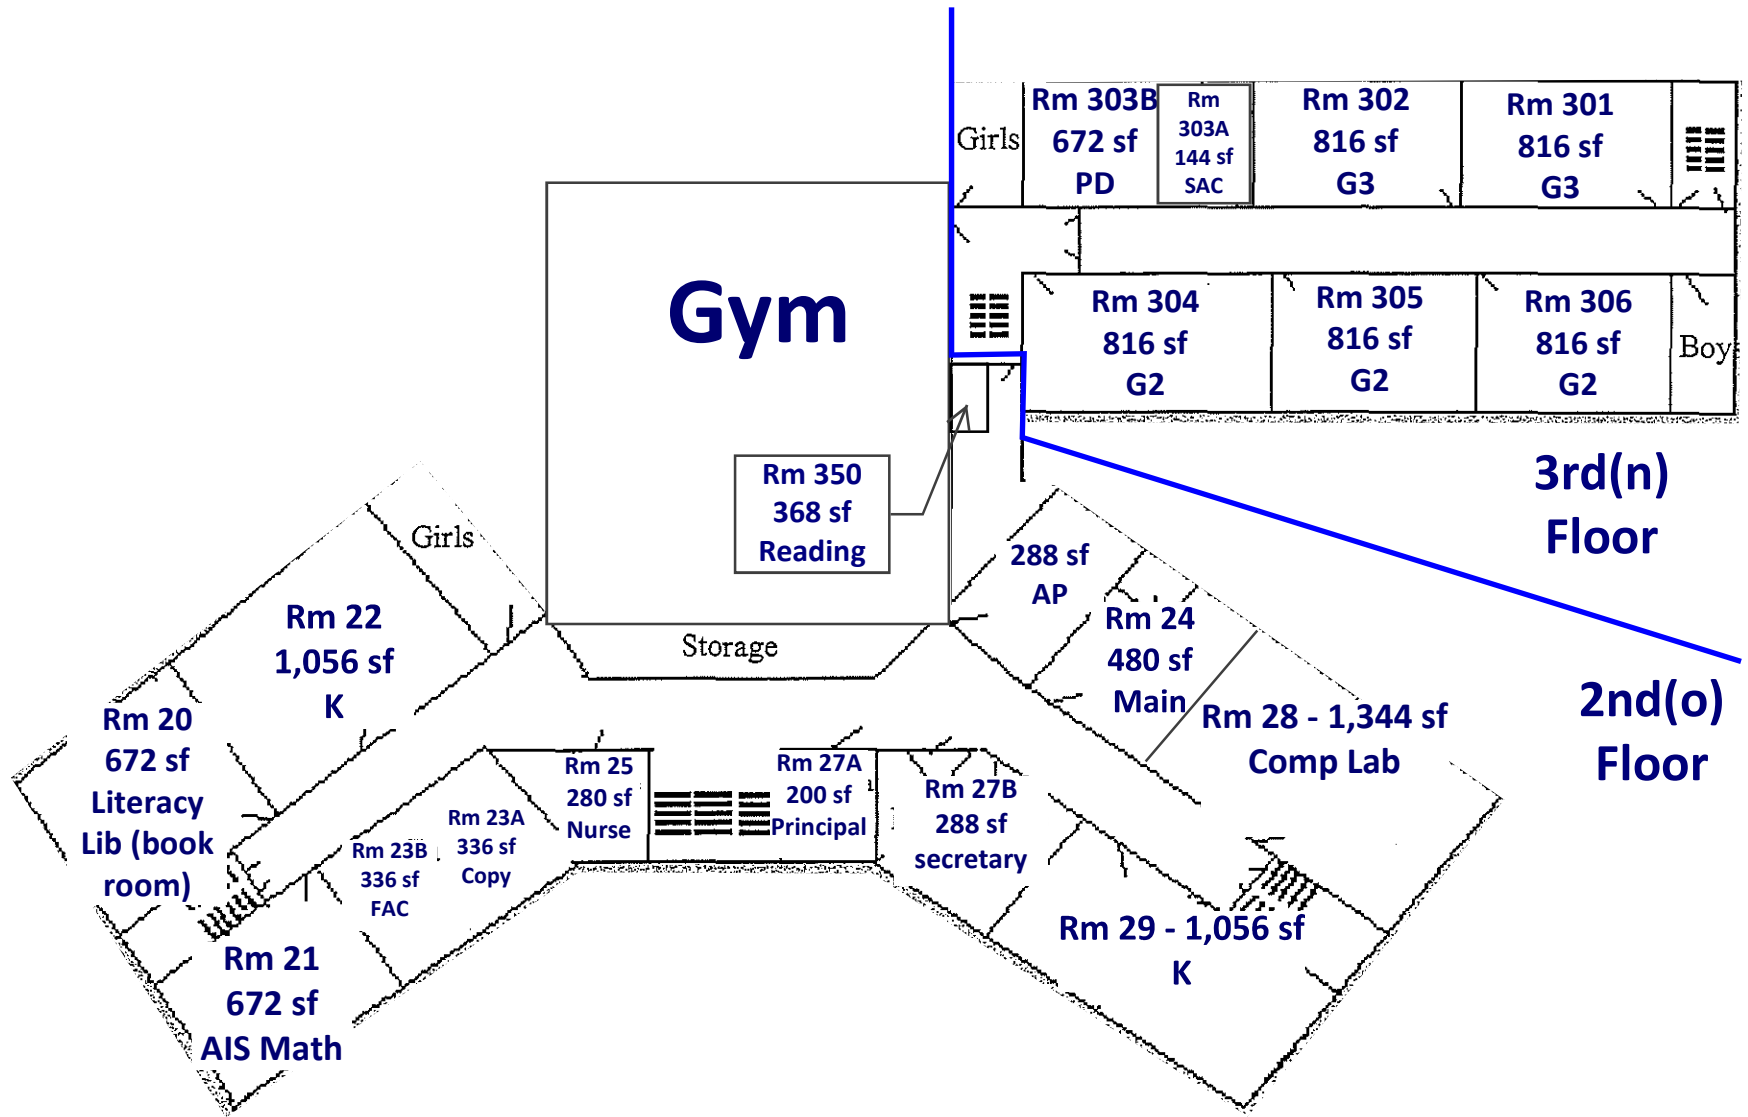 Girls
Rm 303B
672 sf
PD
Rm
303A
144 sf
SAC
Rm 302
816 sf
G3
Rm 301
816 sf
G3
Gym
Rm 304
816 sf
G2
Rm 305
816 sf
G2
Rm 306
816 sf
G2
Boy
Rm 350
368 sf
Reading
3rd(n)
Floor
Girls
288 sf
AP
Rm 22
1,056 sf
K
Storage
Rm 24
480 sf
Main
2nd(o)
Floor
Rm 20
672 sf
Literacy
Lib (book
room)
Rm 28 - 1,344 sf
Comp Lab
Rm 25
280 sf
Nurse
Rm 27A
200 sf
Principal
Rm 27B
288 sf
secretary
Rm 23A
336 sf
Copy
Rm 23B
336 sf
FAC
Rm 21
672 sf
AIS Math
Rm 29 - 1,056 sf
K